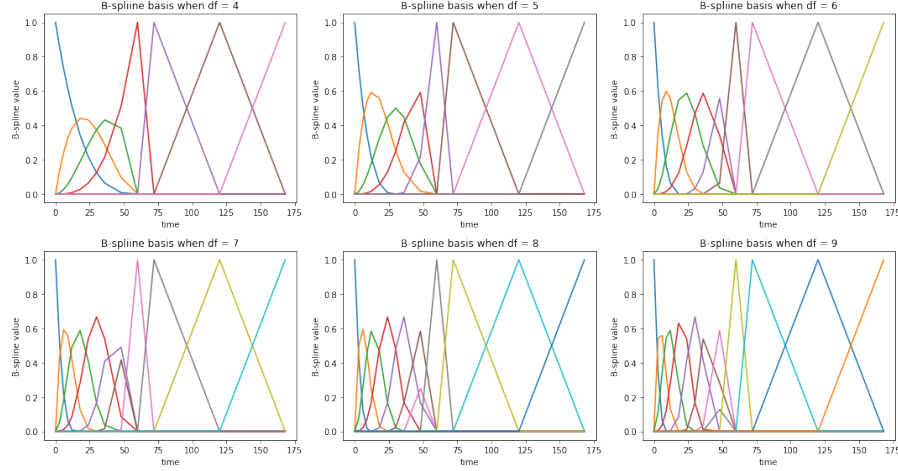 B-spliine basis when df = 4
B-spliine basis when df = 5
B-spliine basis when df = 6
B-spline value
1.0
0.8
0.6
0.4
0.2
0.0
0 25 50 75 100 125 150 175
time
B-spline value
1.0
0.8
0.6
0.4
0.2
0.0
0 25 50 75 100 125 150 175
time
B-spline value
1.0
0.8
0.6
0.4
0.2
0.0
0 25 50 75 100 125 150 175
time
B-spliine basis when df = 7
B-spliine basis when df = 8
B-spliine basis when df = 9
B-spline value
1.0
0.8
0.6
0.4
0.2
0.0
0 25 50 75 100 125 150 175
time
B-spline value
1.0
0.8
0.6
0.4
0.2
0.0
0 25 50 75 100 125 150 175
time
B-spline value
1.0
0.8
0.6
0.4
0.2
0.0
0 25 50 75 100 125 150 175
time